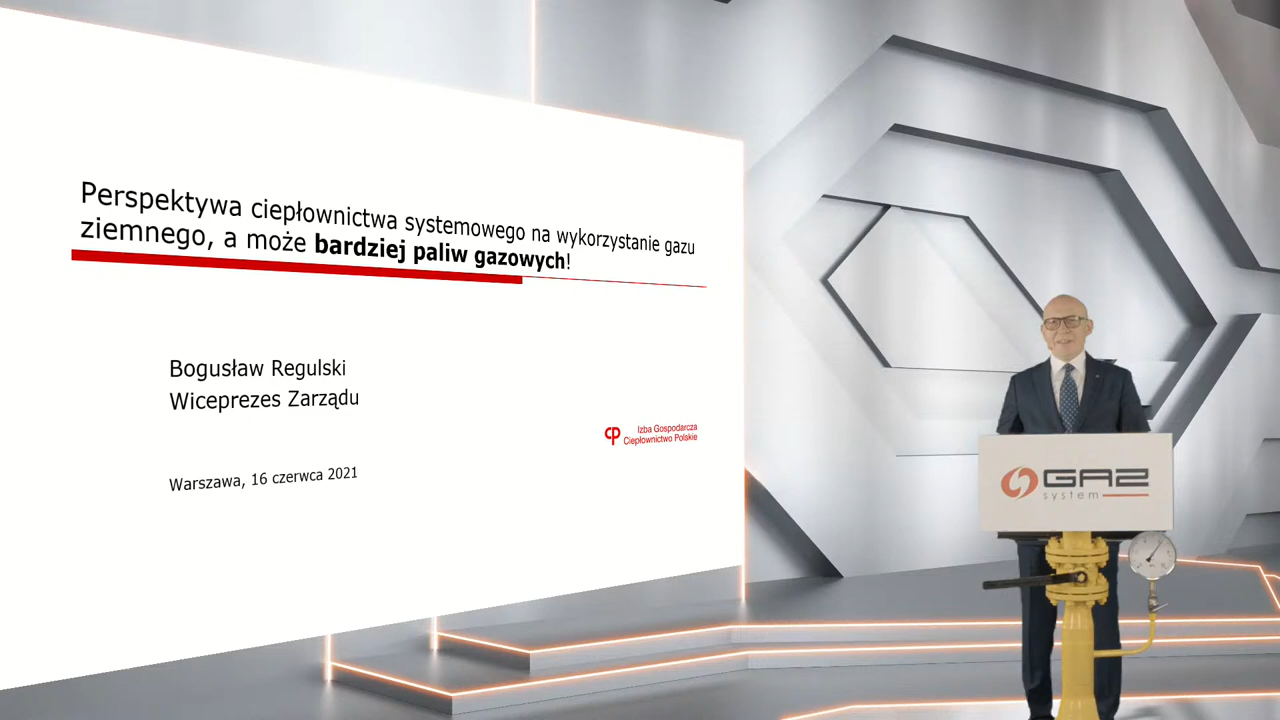 Perspektywa ciepłownictwa systemowego na wykorzystanie gazu
ziemnego, a może bardziej paliw gazowych!
Bogusław Regulski
Wiceprezes Zarządu
Izba Gospodarcza
Ciepłownictwo Polskie
Warszawa, 16 czerwca 2021
GAZ
system